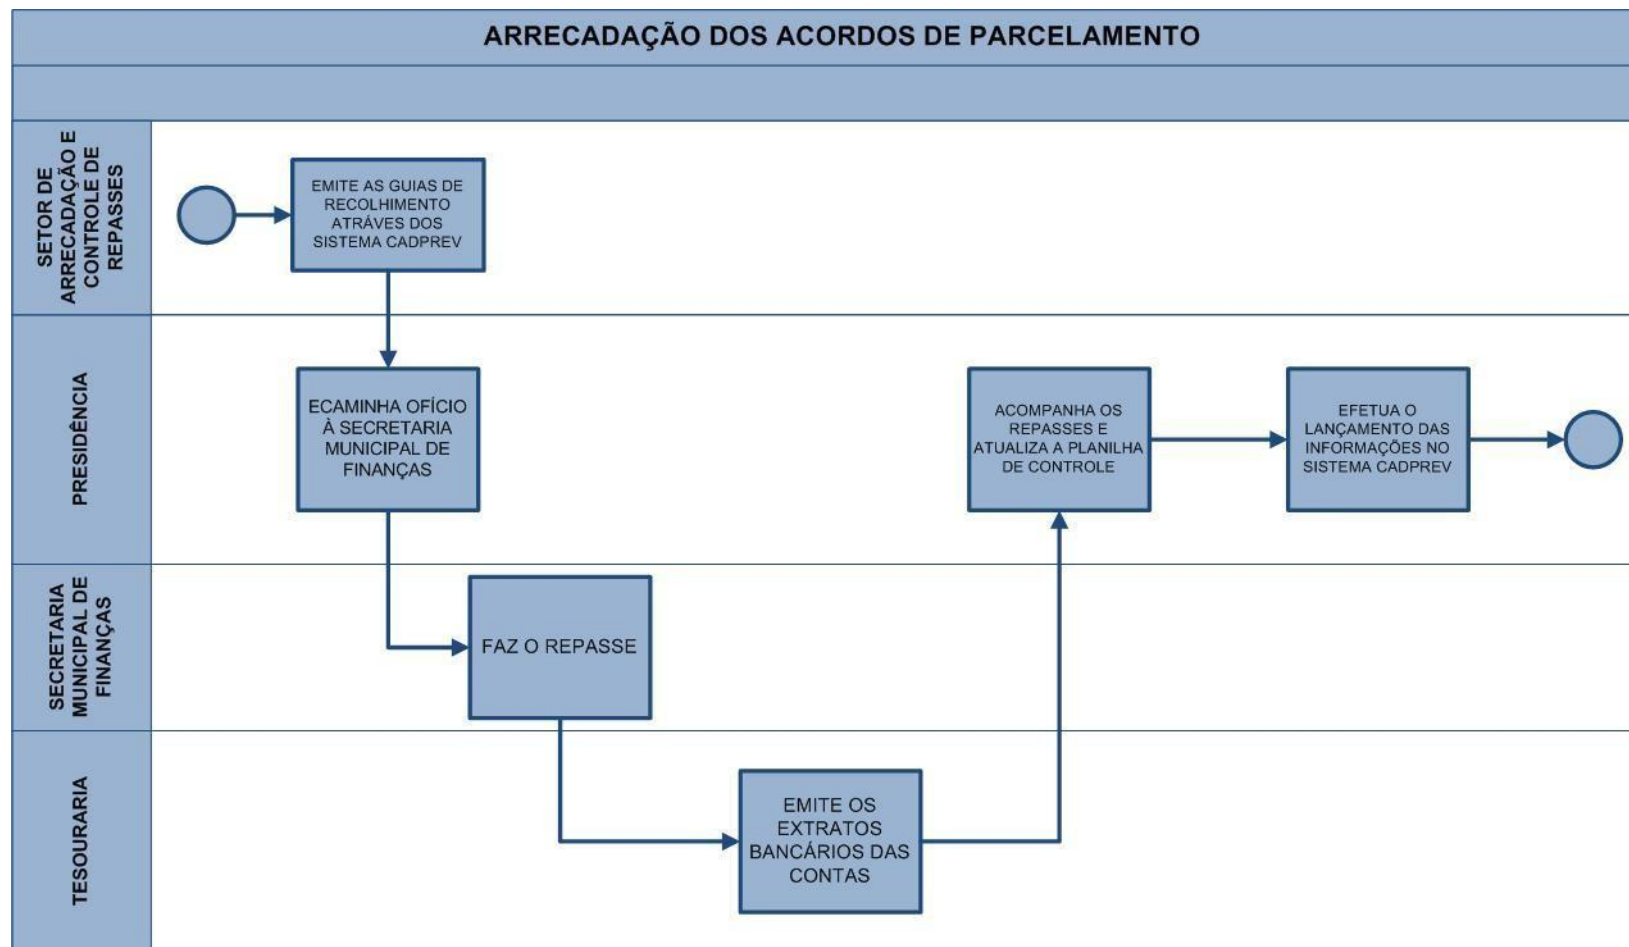 ARRECADAÇÃO DOS ACORDOS DE PARCELAMENTO
SETOR DE
ARRECADAÇÃO E
CONTROLE DE
REPASSES
EMITE AS GUIAS DE
RECOLHIMENTO
ATRÁVES DOS
SISTEMA CADPREV
PRESIDÊNCIA
ECAMINHA OFÍCIO
À SECRETARIA
MUNICIPAL DE
FINANÇAS
ACOMPANHA OS
REPASSES E
ATUALIZA A PLANILHA
DE CONTROLE
EFETUA O
LANÇAMENTO DAS
INFORMAÇÕES NO
SISTEMA CADPREV
SECRETARIA
MUNICIPAL DE
FINANÇAS
FAZ O REPASSE
TESOURARIA
EMITE OS
EXTRATOS
BANCÁRIOS DAS
CONTAS